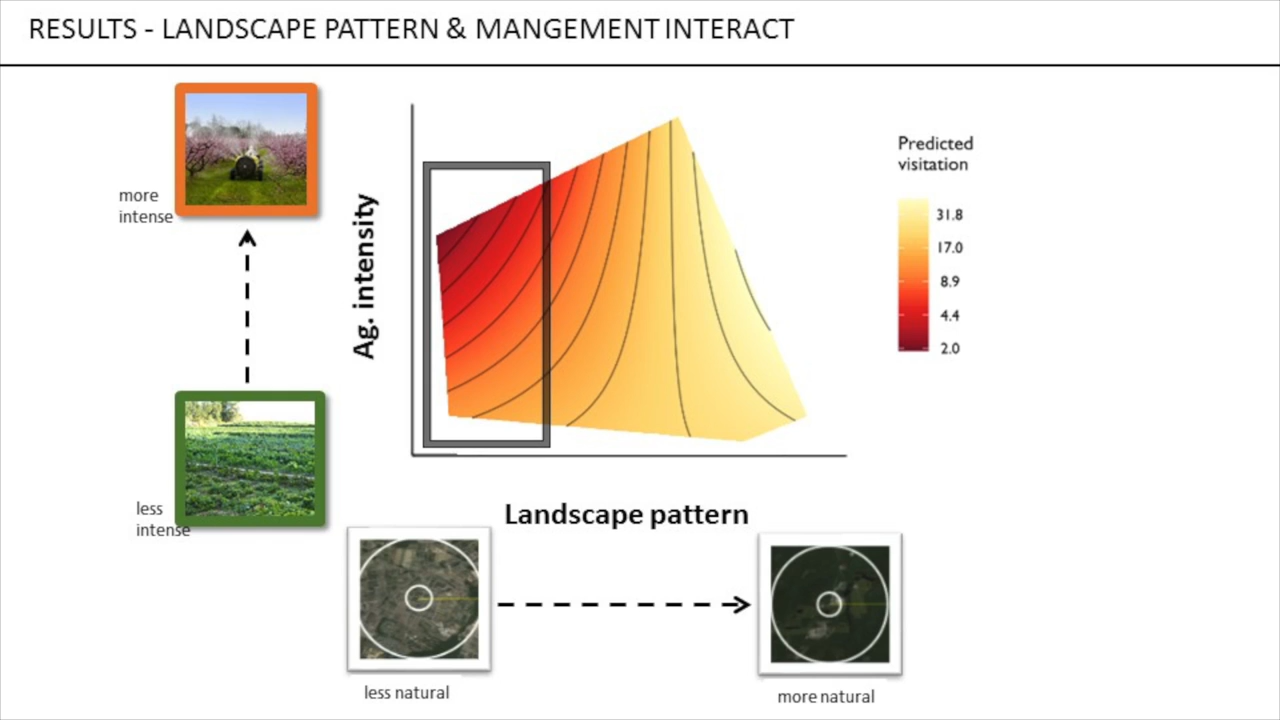 RESULTS - LANDSCAPE PATTERN & MANGEMENT INTERACT
more
intense
Ag. intensity
Predicted
visitation
31.8
17.0
8.9
4.4
2.0
less
intense
Landscape pattern
less natural
more natural